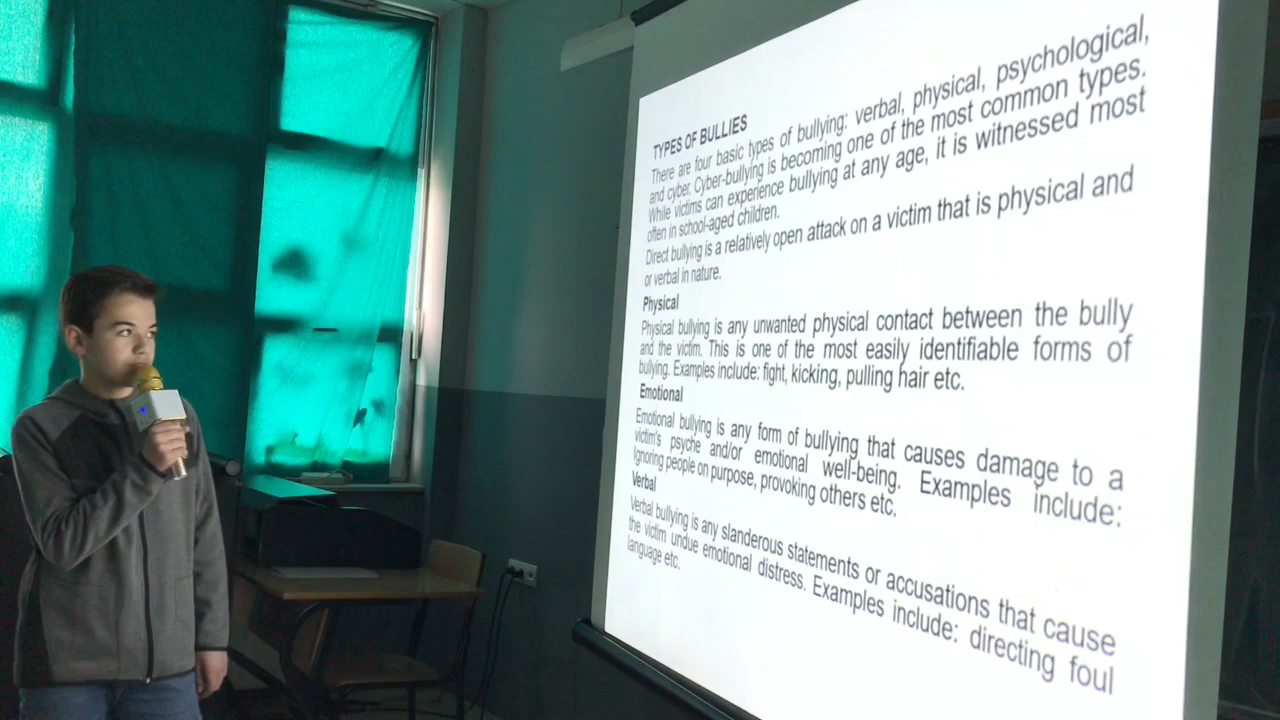 TYPES OF BULLIES
There are four basic types of bullying: verbal, physical, psychological,
and cyber. Cyber-bullying is becoming one of the most common types.
While victims can experience bullying at any age, it is witnessed most
often in school-aged children.
Direct bullying is a relatively open attack on a victim that is physical and
or verbal in nature.
Physical
Physical bullying is any unwanted physical contact between the bully
and the victim. This is one of the most easily identifiable forms of
bullying. Examples include: fight, kicking, pulling hair etc.
Emotional
Emotional bullying is any form of bullying that causes damage to a
victim's psyche and/or emotional well-being. Examples include:
Ignoring people on purpose, provoking others etc.
Verbal
Verbal bullying is any slanderous statements or accusations that cause
the victim undue emotional distress. Examples include: directing foul
language etc.